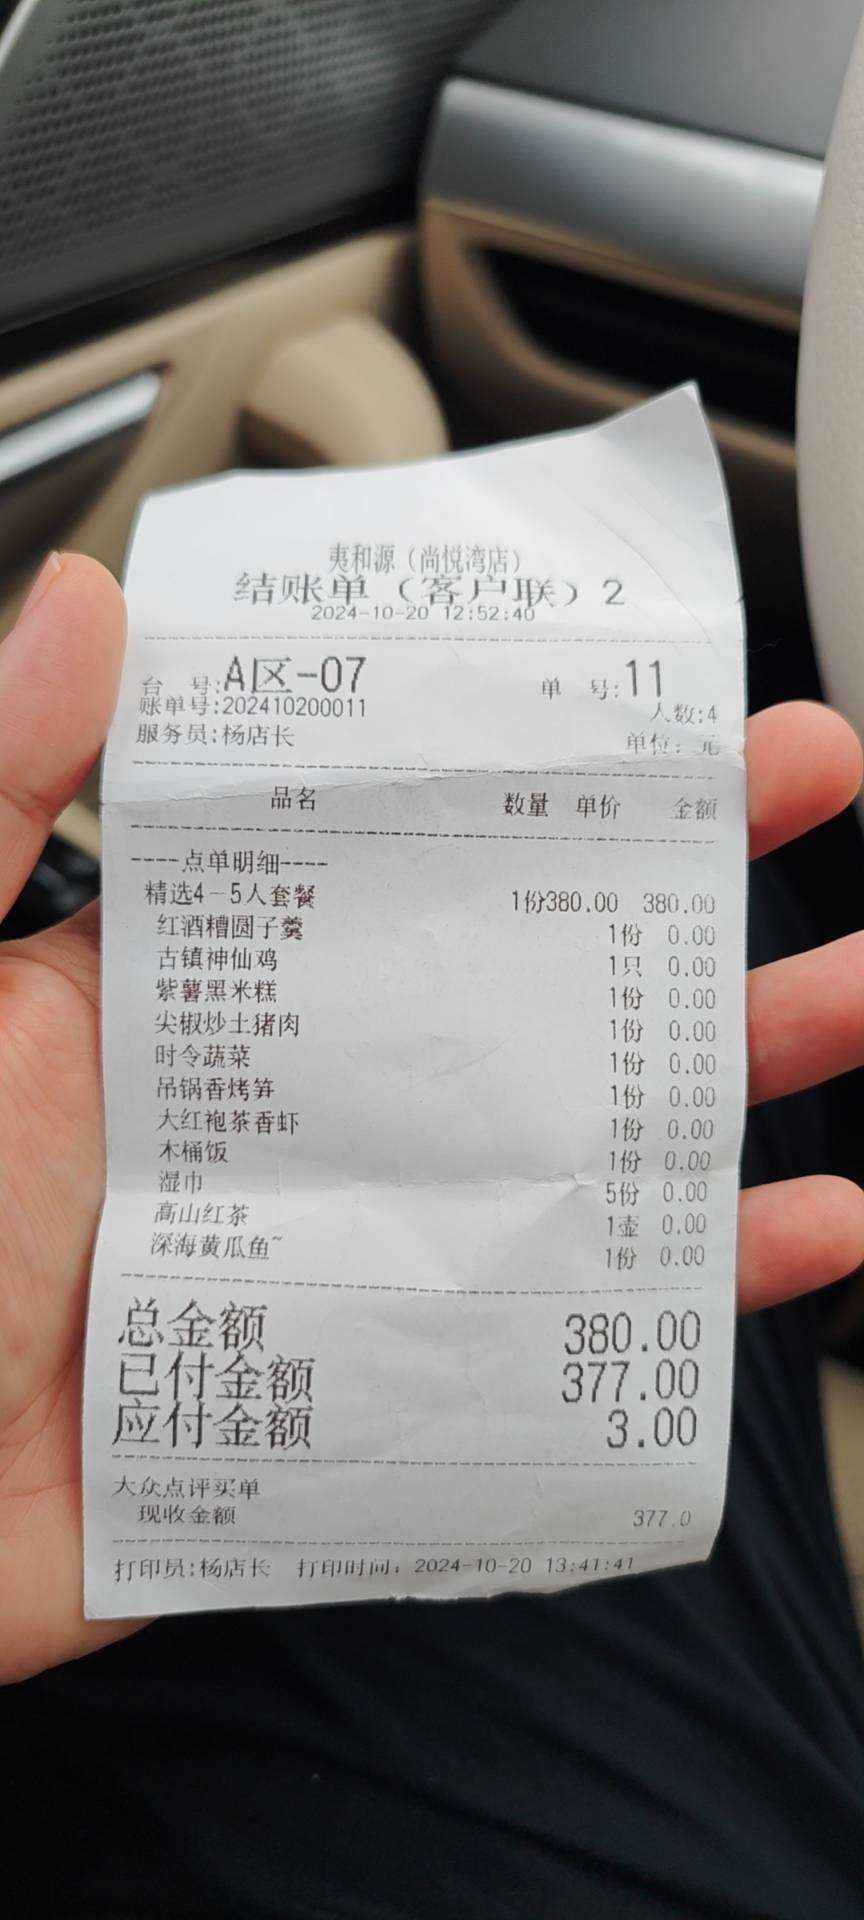 夷和源（尚悦湾店）
结账单（客户联）2
2024-10-20 12:52:40
台 号:A区-07 单 号:11
账单号:202410200011 人数:4
服务员:杨店长 单位：元
品名 数量 单价 金额
----点单明细----
精选4-5人套餐 1份380.00 380.00
红酒糟圆子羹 1份 0.00
古镇神仙鸡 1只 0.00
紫薯黑米糕 1份 0.00
尖椒炒土猪肉 1份 0.00
时令蔬菜 1份 0.00
吊锅香烤笋 1份 0.00
大红袍茶香虾 1份 0.00
木桶饭 1份 0.00
湿巾 5份 0.00
高山红茶 1壶 0.00
深海黄瓜鱼~ 1份 0.00
总金额 380.00
已付金额 377.00
应付金额 3.00
大众点评买单
现收金额 377.0
打印员:杨店长 打印时间：2024-10-20 13:41:41